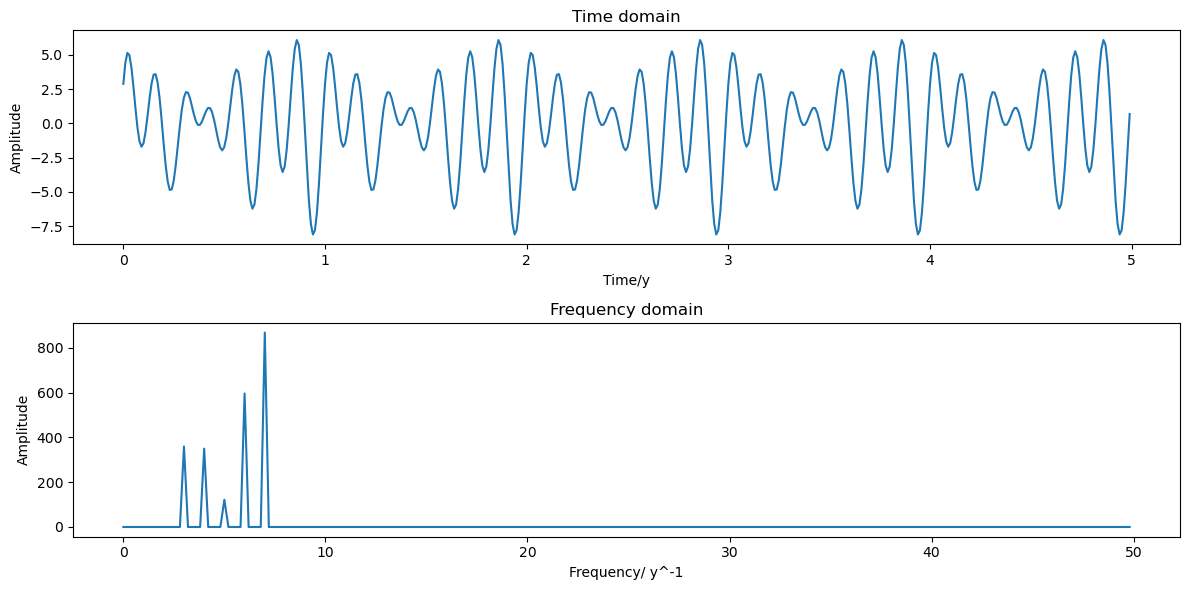 Time domain
Amplitude
5.0
2.5
0.0
−2.5
−5.0
−7.5
0 1 2 3 4 5
Time/y
Frequency domain
Amplitude
800
600
400
200
0
0 10 20 30 40 50
Frequency/ y^-1